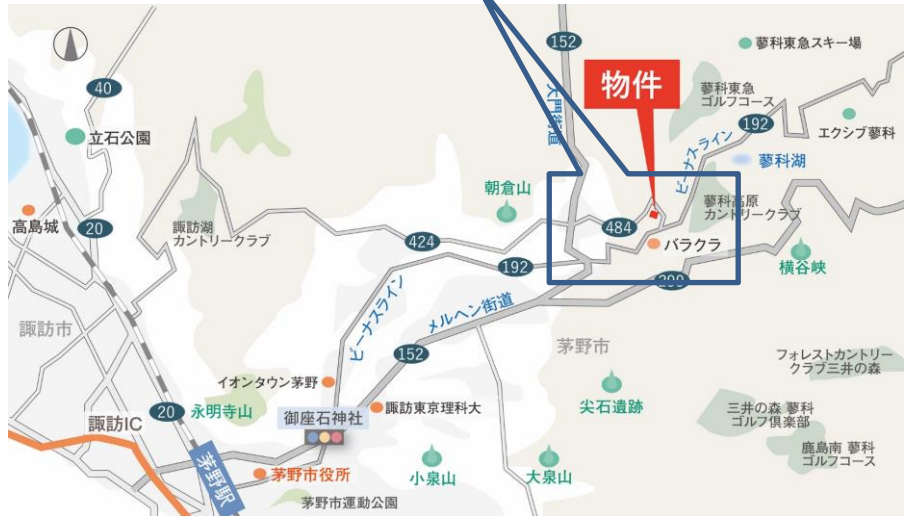 152
蓼科東急スキー場
物件
蓼科東急
ゴルフコース
192
エクシブ蓼科
40
立石公園
大門街道
ビーナスライン
蓼科湖
朝倉山
蓼科高原
カントリークラブ
高島城
20
諏訪湖
カントリークラブ
424
484
バラクラ
192
299
横谷峡
諏訪市
ビーナスライン
メルヘン街道
152
茅野市
フォレストカントリー
クラブ三井の森
イオンタウン茅野
尖石遺跡
20
永明寺山
諏訪東京理科大
三井の森 蓼科
ゴルフ倶楽部
諏訪IC
御座石神社
鹿島南 蓼科
ゴルフコース
茅野駅
茅野市役所
小泉山
大泉山
茅野市運動公園